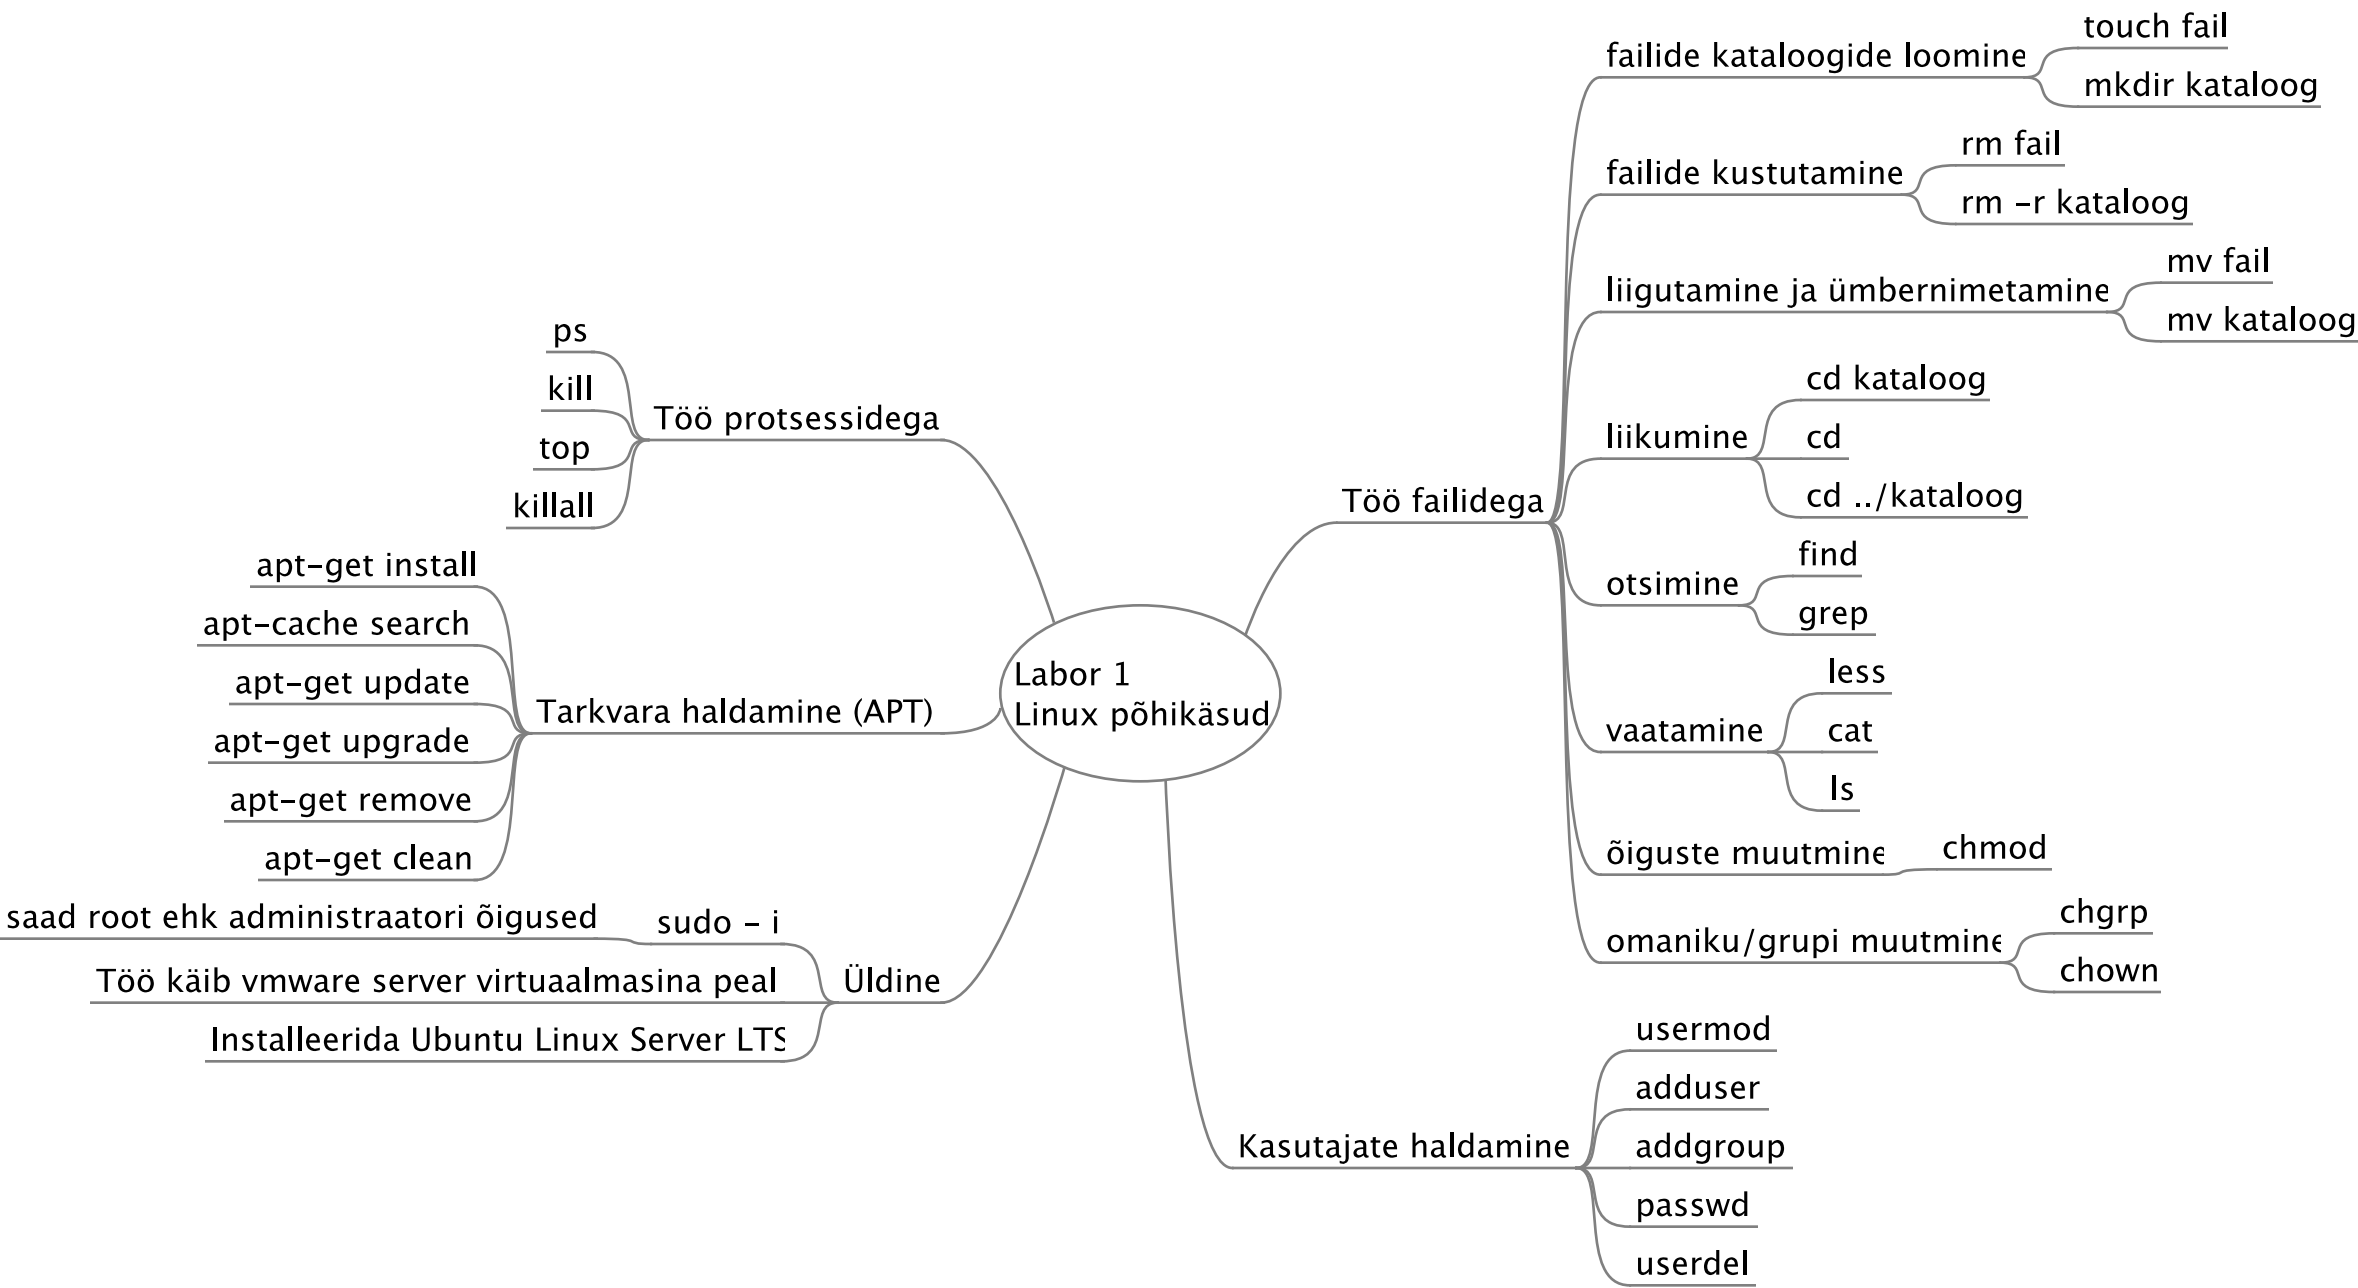 Labor 1
Linux põhikäsud
Töö failidega
failide kataloogide loomine
touch fail
mkdir kataloog
failide kustutamine
rm fail
rm -r kataloog
liigutamine ja ümbernimetamine
mv fail
mv kataloog
liikumine
cd kataloog
cd
cd ../kataloog
otsimine
find
grep
vaatamine
less
cat
ls
õiguste muutmine
chmod
omaniku/grupi muutmine
chgrp
chown
Kasutajate haldamine
usermod
adduser
addgroup
passwd
userdel
Töö protsessidega
ps
kill
top
killall
Tarkvara haldamine (APT)
apt-get install
apt-cache search
apt-get update
apt-get upgrade
apt-get remove
apt-get clean
Üldine
sudo - i
saad root ehk administraatori õigused
Töö käib vmware server virtuaalmasina peal
Installeerida Ubuntu Linux Server LTS